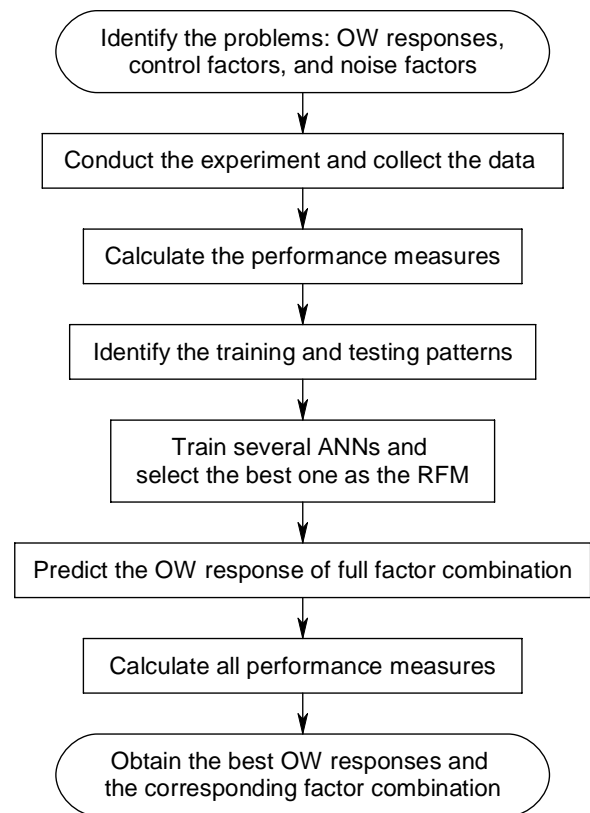 Identify the problems: OW responses,
control factors, and noise factors
Conduct the experiment and collect the data
Calculate the performance measures
Identify the training and testing patterns
Train several ANNs and
select the best one as the RFM
Predict the OW response of full factor combination
Calculate all performance measures
Obtain the best OW responses and
the corresponding factor combination